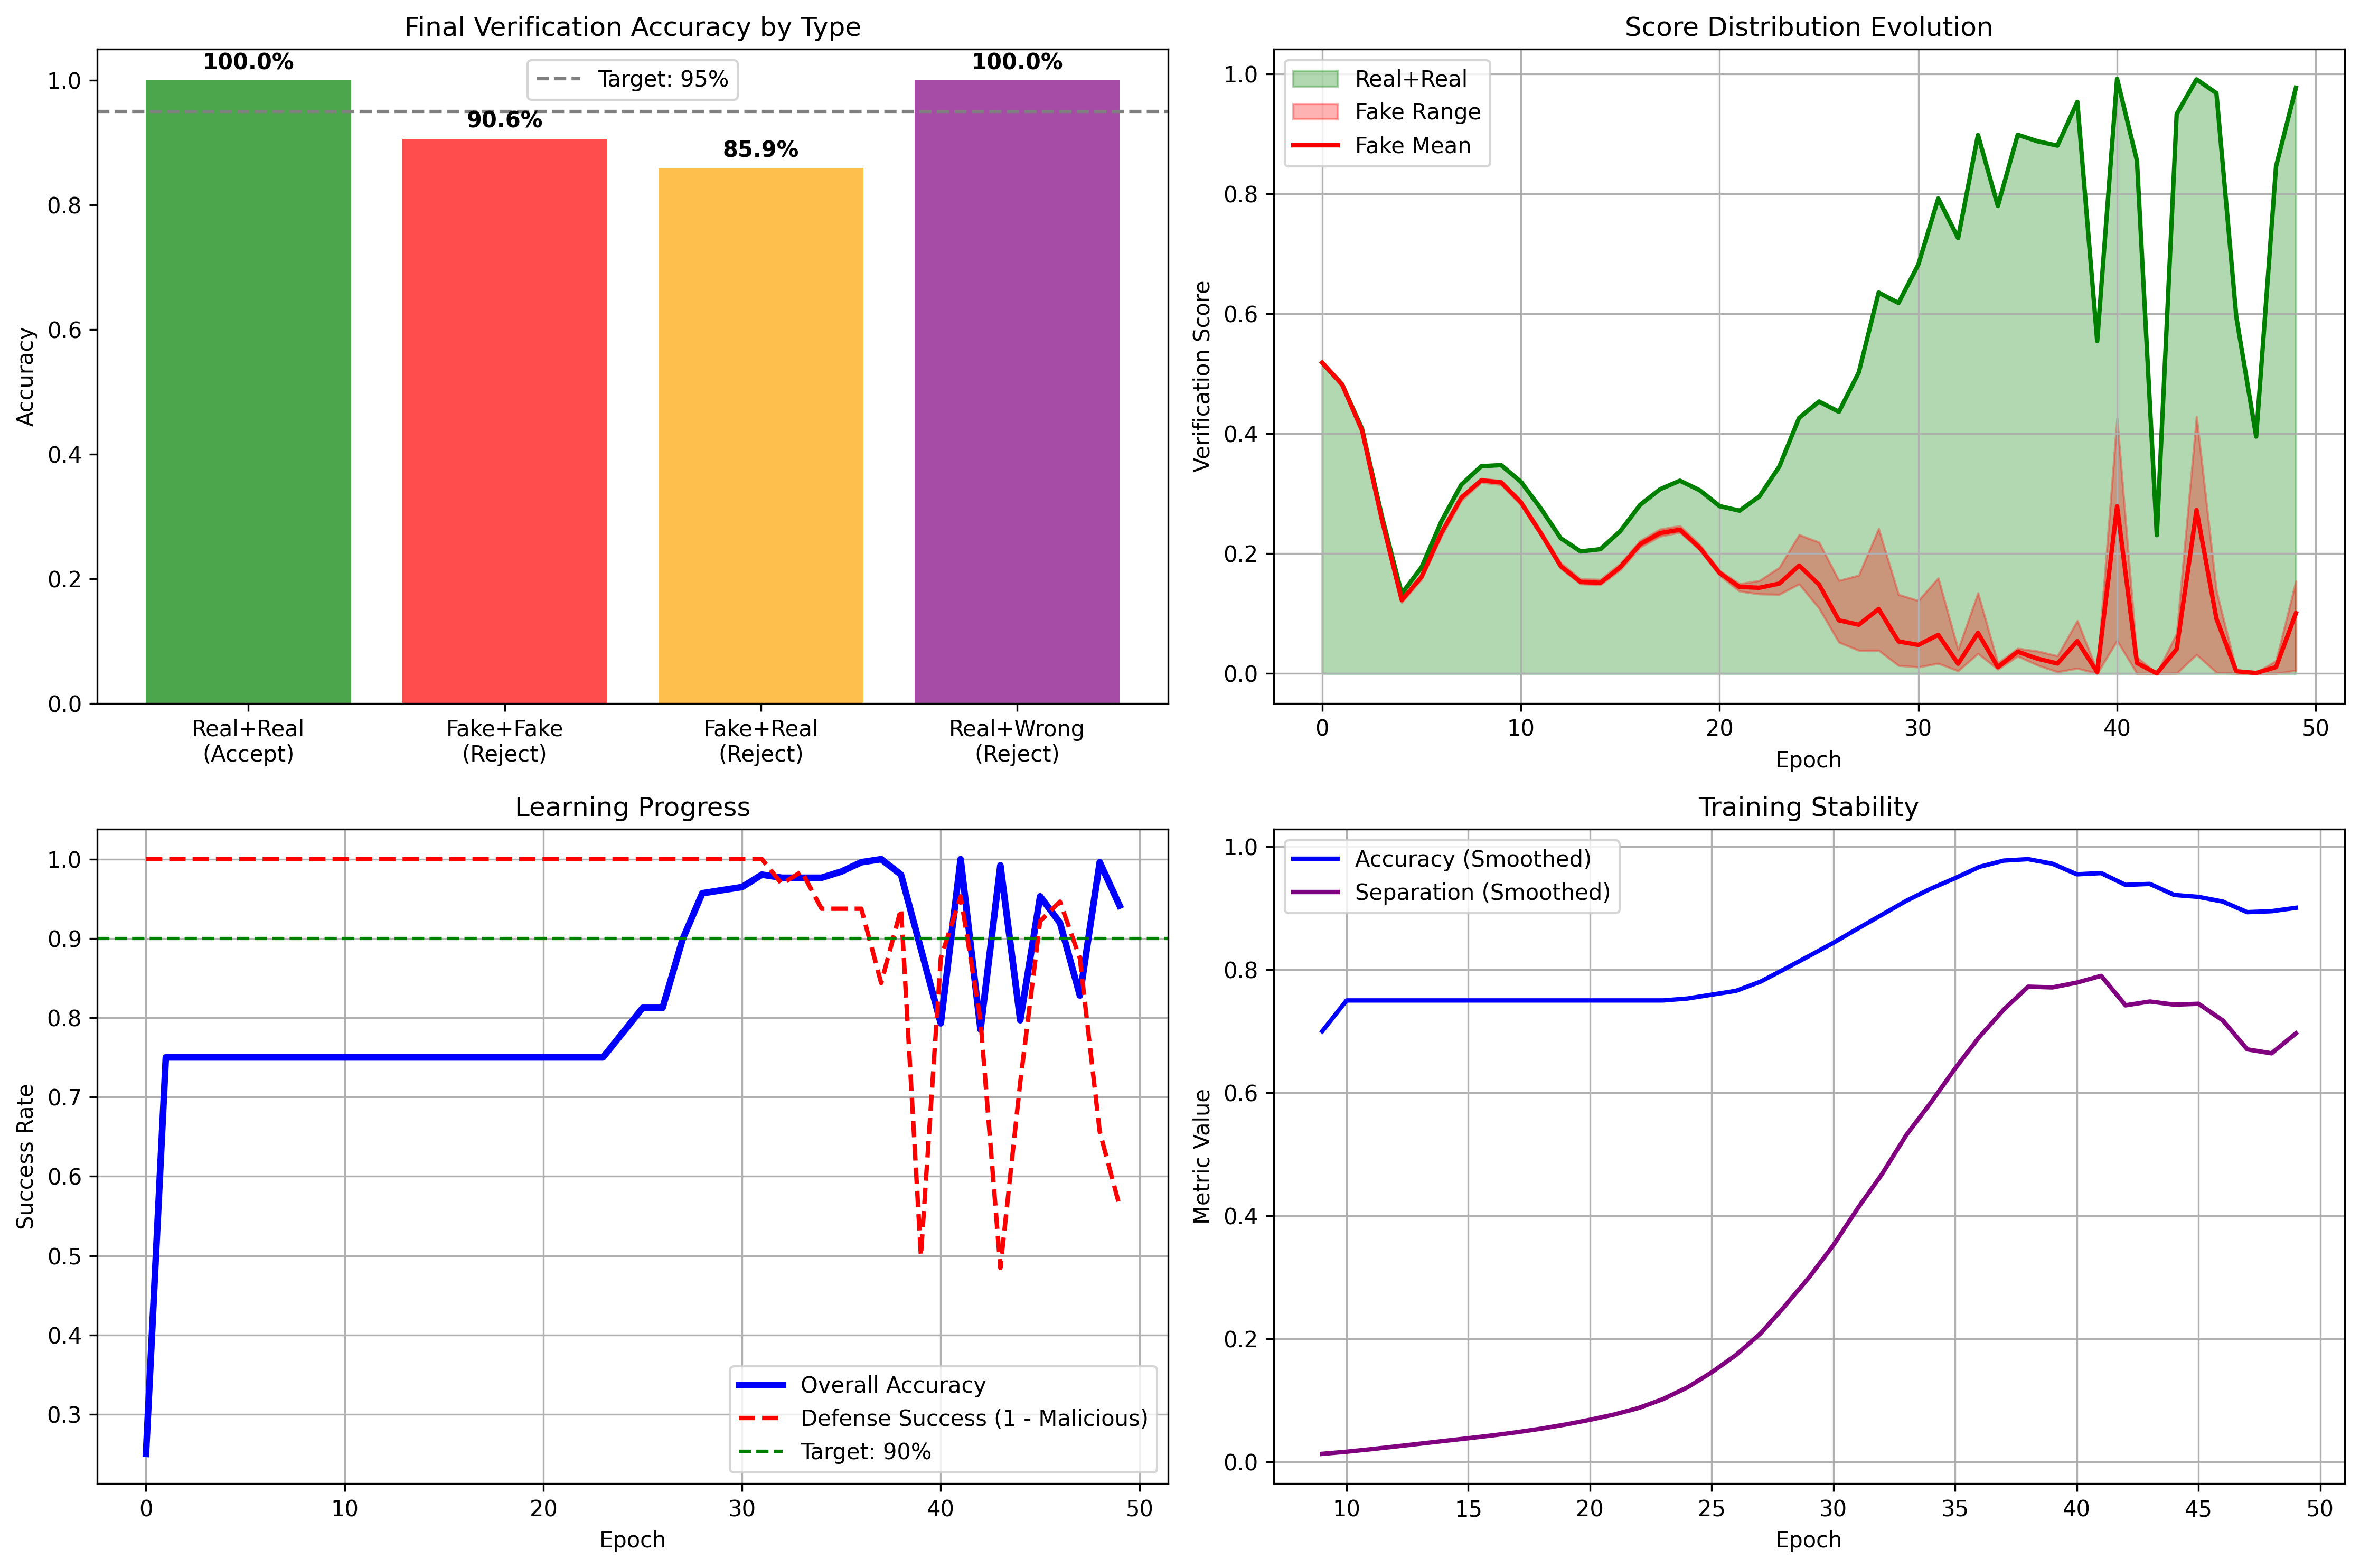 Final Verification Accuracy by Type
100.0%
90.6%
85.9%
100.0%
Target: 95%
Accuracy
1.0
0.8
0.6
0.4
0.2
0.0
Real+Real
(Accept)
Fake+Fake
(Reject)
Fake+Real
(Reject)
Real+Wrong
(Reject)
Score Distribution Evolution
Real+Real
Fake Range
Fake Mean
Verification Score
1.0
0.8
0.6
0.4
0.2
0.0
0 10 20 30 40 50
Epoch
Learning Progress
Success Rate
1.0
0.9
0.8
0.7
0.6
0.5
0.4
0.3
Overall Accuracy
Defense Success (1 - Malicious)
Target: 90%
0 10 20 30 40 50
Epoch
Training Stability
Accuracy (Smoothed)
Separation (Smoothed)
Metric Value
1.0
0.8
0.6
0.4
0.2
0.0
10 15 20 25 30 35 40 45 50
Epoch